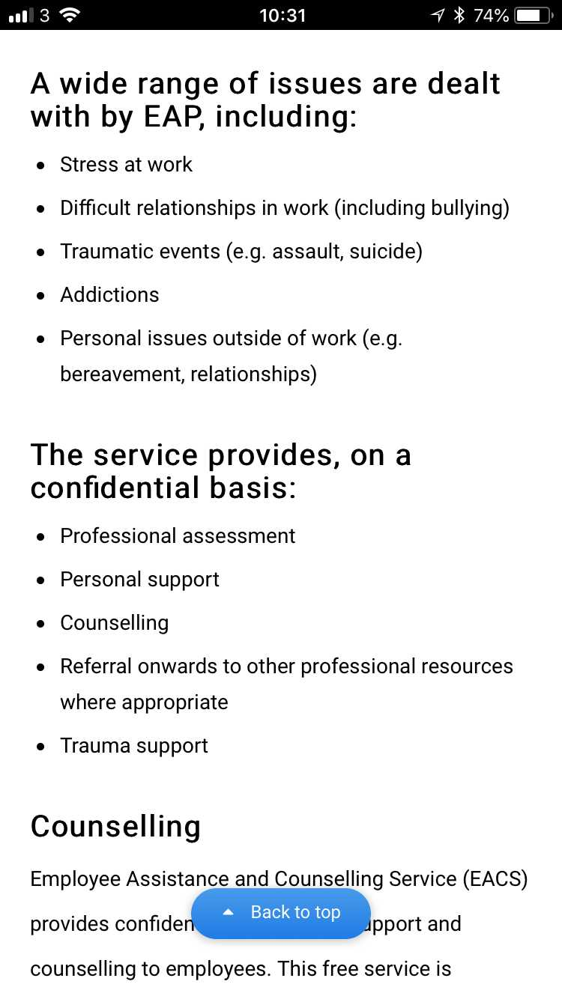 3 10:31 74%
A wide range of issues are dealt
with by EAP, including:
• Stress at work
• Difficult relationships in work (including bullying)
• Traumatic events (e.g. assault, suicide)
• Addictions
• Personal issues outside of work (e.g.
bereavement, relationships)
The service provides, on a
confidential basis:
• Professional assessment
• Personal support
• Counselling
• Referral onwards to other professional resources
where appropriate
• Trauma support
Counselling
Employee Assistance and Counselling Service (EACS)
provides and
Back to top
counselling to employees. This free service is